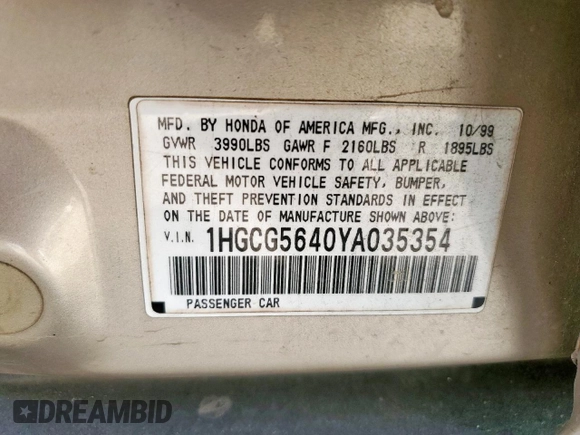 MFD. BY HONDA OF AMERICA MFG., INC. 10/99
GVWR 3990LBS GAWR F 2160LBS R 1895LBS
THIS VEHICLE CONFORMS TO ALL APPLICABLE
FEDERAL MOTOR VEHICLE SAFETY, BUMPER,
AND THEFT PREVENTION STANDARDS IN EFFECT
ON THE DATE OF MANUFACTURE SHOWN ABOVE:
V.I.N. 1HGCG5640YA035354
PASSENGER CAR
DREAMBID